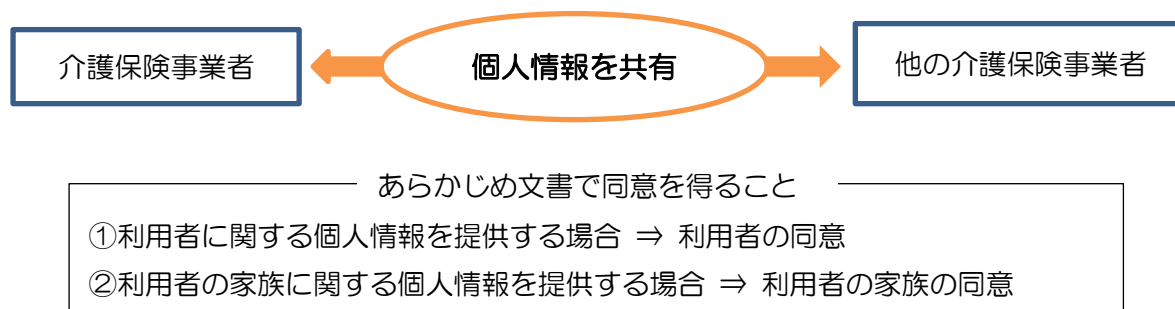 介護保険事業者
個人情報を共有
他の介護保険事業者
あらかじめ文書で同意を得ること
①利用者に関する個人情報を提供する場合 ⇒ 利用者の同意
②利用者の家族に関する個人情報を提供する場合 ⇒ 利用者の家族の同意